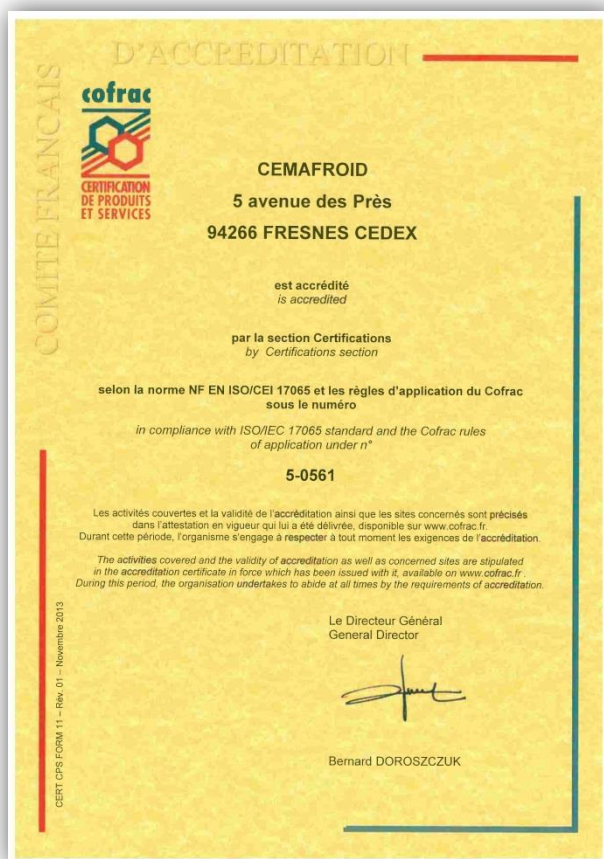 D'ACCREDITATION
COMITE FRANCAIS
cofrac
CERTIFICATION
DE PRODUITS
ET SERVICES
CEMAFROID
5 avenue des Près
94266 FRESNES CEDEX
est accrédité
is accredited
par la section Certifications
by Certifications section
selon la norme NF EN ISO/CEI 17065 et les règles d'application du Cofrac
sous le numéro
in compliance with ISO/IEC 17065 standard and the Cofrac rules
of application under n°
5-0561
Les activités couvertes et la validité de l'accréditation ainsi que les sites concernés sont précisés
dans l'attestation en vigueur qui lui a été délivrée, disponible sur www.cofrac.fr.
Durant cette période, l'organisme s'engage à respecter à tout moment les exigences de l'accréditation.
The activities covered and the validity of accreditation as well as concerned sites are stipulated
in the accreditation certificate in force which has been issued with it, available on www.cofrac.fr .
During this period, the organisation undertakes to abide at all times by the requirements of accreditation.
Le Directeur Général
General Director
Bernard DOROSZCZUK
CERT CPS FORM 11 – Rév. 01 – Novembre 2013